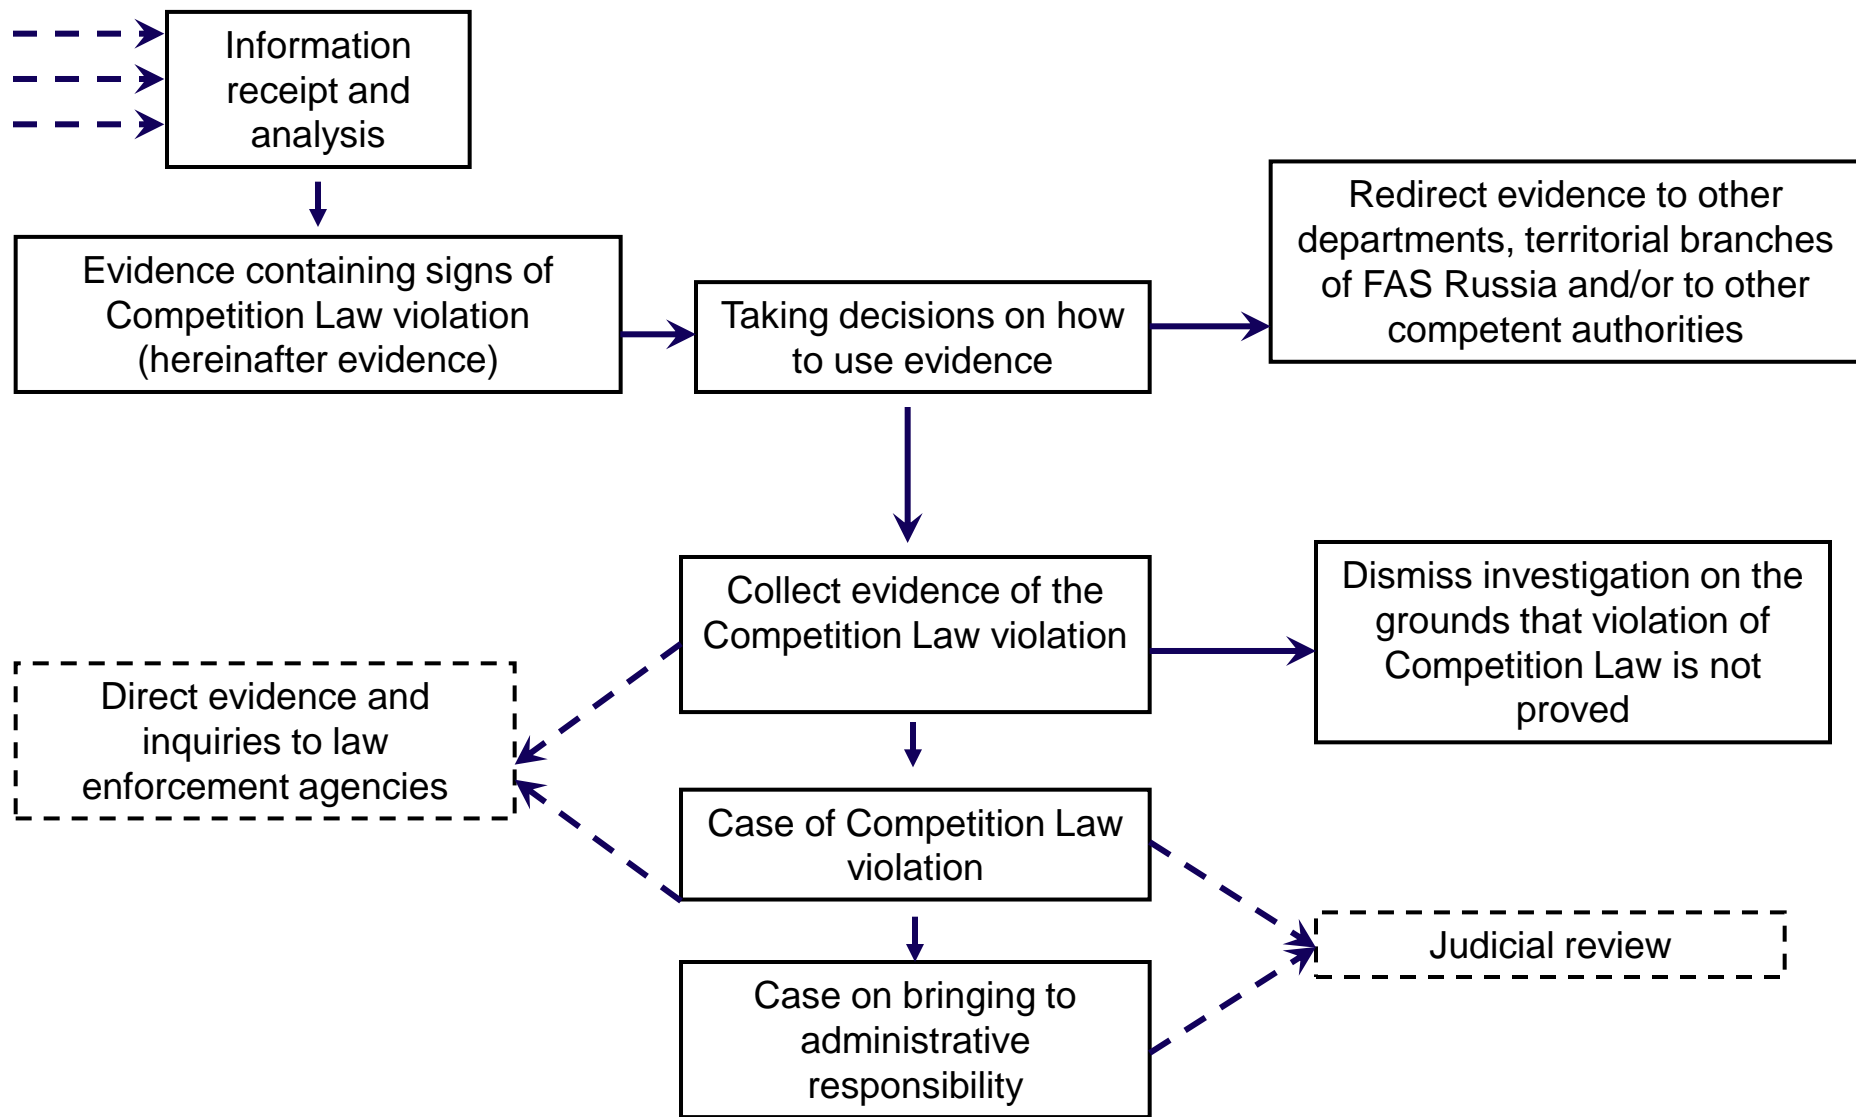 Information
receipt and
analysis
Evidence containing signs of
Competition Law violation
(hereinafter evidence)
Taking decisions on how
to use evidence
Redirect evidence to other
departments, territorial branches
of FAS Russia and/or to other
competent authorities
Collect evidence of the
Competition Law violation
Dismiss investigation on the
grounds that violation of
Competition Law is not
proved
Direct evidence and
inquiries to law
enforcement agencies
Case of Competition Law
violation
Judicial review
Case on bringing to
administrative
responsibility